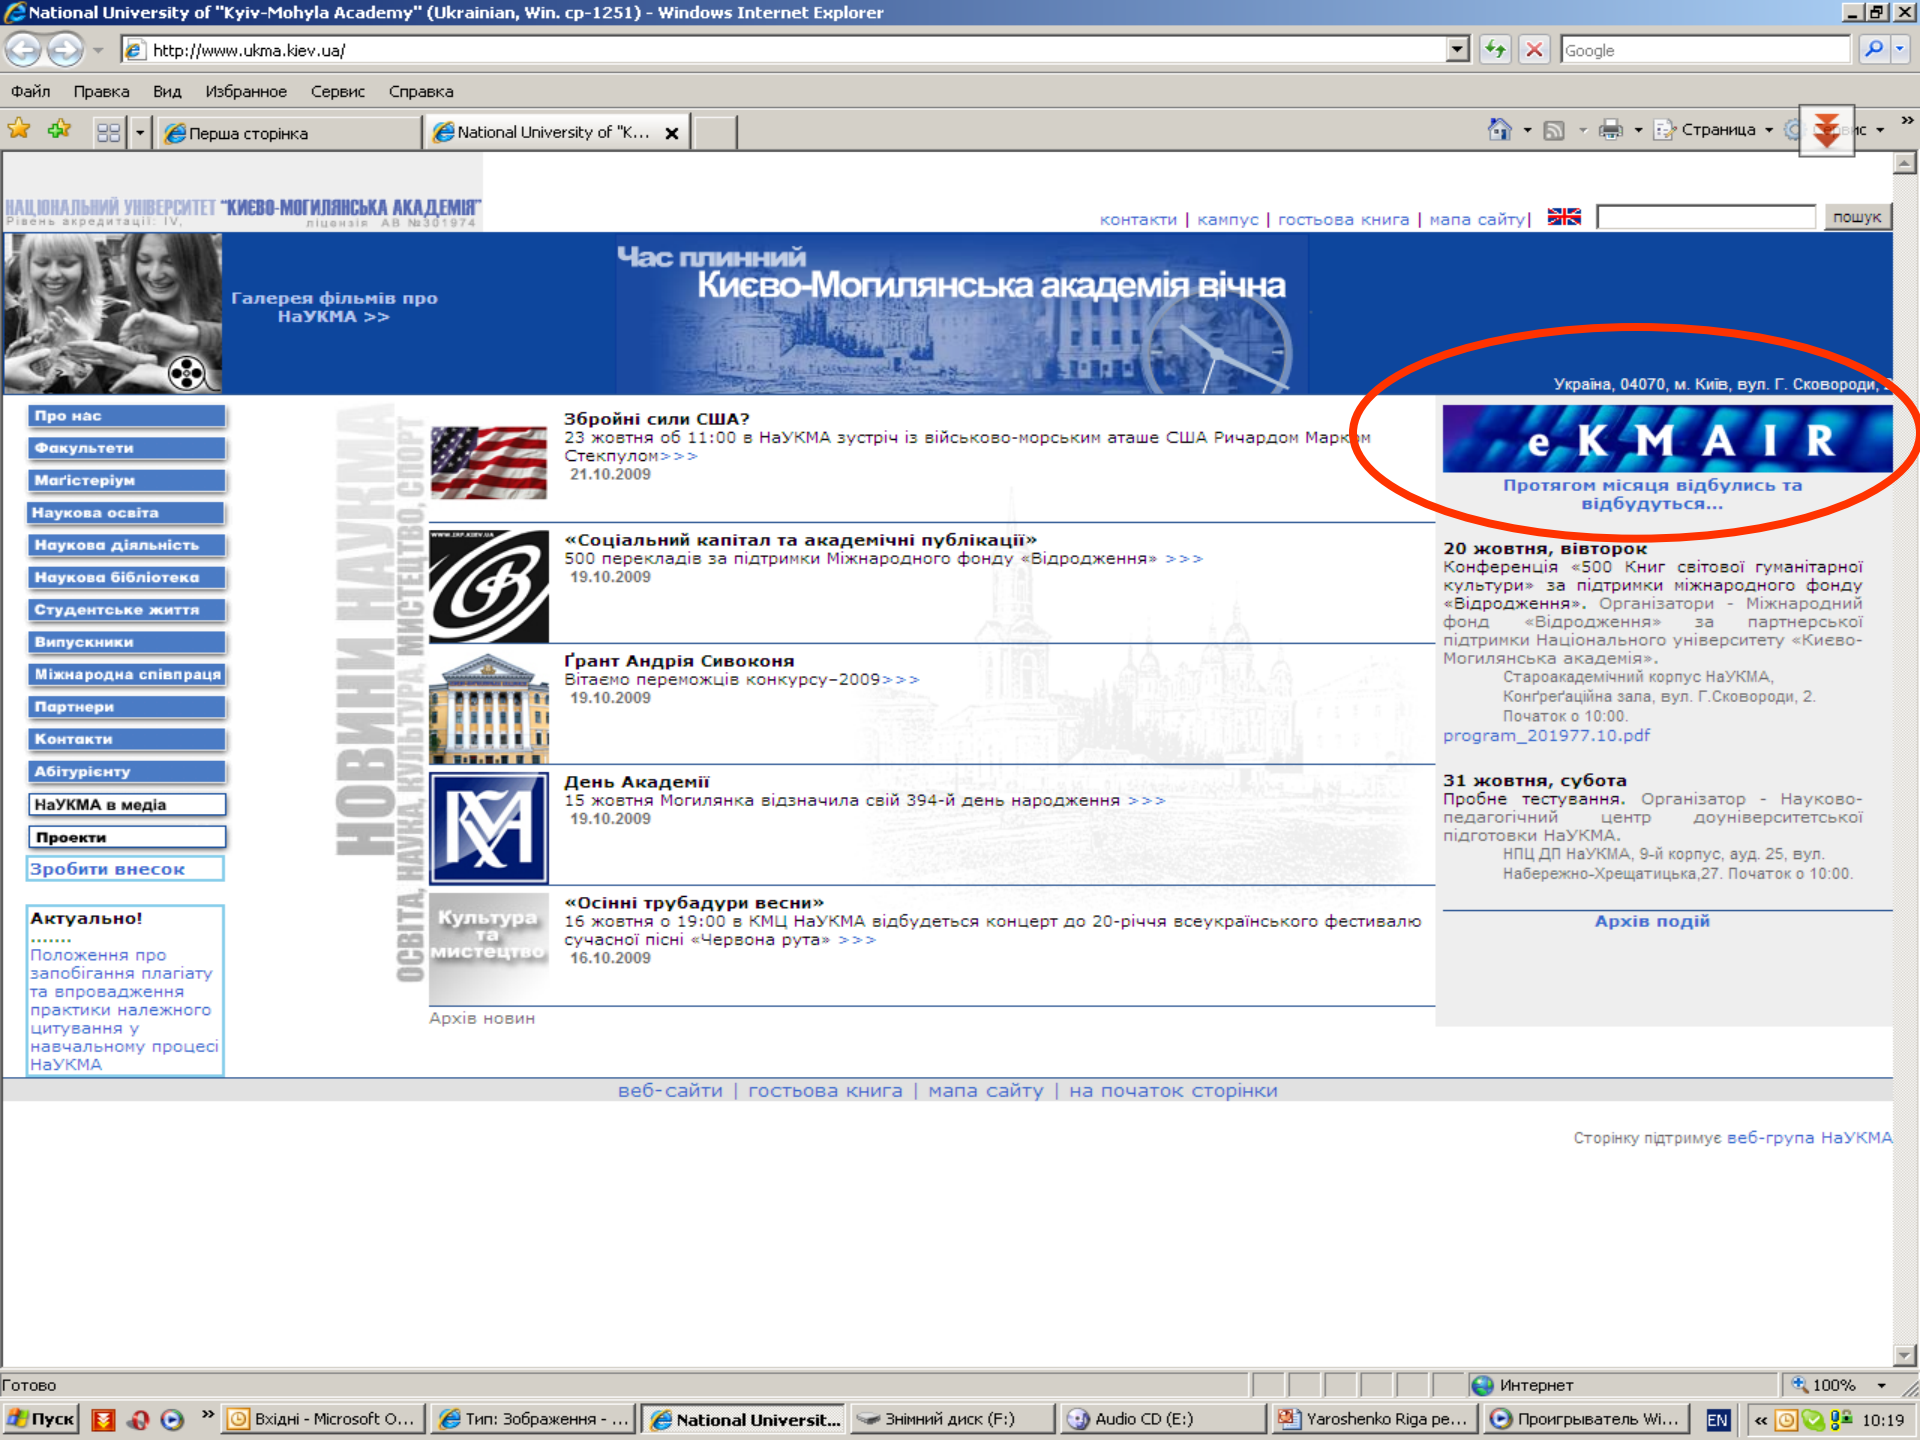 National University of "Kyiv-Mohyla Academy" (Ukrainian, Win. cp-1251) - Windows Internet Explorer
http://www.ukma.kiev.ua/
Google
Файл Правка Вид Избранное Сервис Справка
Перша сторінка
National University of "K...
Страница
НАЦІОНАЛЬНИЙ УНІВЕРСИТЕТ "КИЄВО-МОГИЛЯНСЬКА АКАДЕМІЯ"
Рівень акредитації: IV, ліцензія АВ №301974
контакти | кампус | гостьова книга | мапа сайту|
пошук
Галерея фільмів про
НаУКМА >>
Час плинний
Києво-Могилянська академія вічна
Україна, 04070, м. Київ, вул. Г. Сковороди,
Про нас
Факультети
Маґістеріум
Наукова освіта
Наукова діяльність
Наукова бібліотека
Студентське життя
Випускники
Міжнародна співпраця
Партнери
Контакти
Абітурієнту
НаУКМА в медіа
Проекти
Зробити внесок
Актуально!
.......
Положення про
запобігання плагіату
та впровадження
практики належного
цитування у
навчальному процесі
НаУКМА
НОВИНИ НАУКМА
ОСВІТА, НАУКА, КУЛЬТУРА, МИСТЕЦТВО, СПОРТ
Збройні сили США?
23 жовтня об 11:00 в НаУКМА зустріч із військово-морським аташе США Ричардом Марком
Стекпулом>>>
21.10.2009
WWW.IRF.KIEV.UA
«Соціальний капітал та академічні публікації»
500 перекладів за підтримки Міжнародного фонду «Відродження» >>>
19.10.2009
Ґрант Андрія Сивоконя
Вітаємо переможців конкурсу–2009>>>
19.10.2009
День Академії
15 жовтня Могилянка відзначила свій 394-й день народження >>>
19.10.2009
Культура
та
мистецтво
«Осінні трубадури весни»
16 жовтня о 19:00 в КМЦ НаУКМА відбудеться концерт до 20-річчя всеукраїнського фестивалю
сучасної пісні «Червона рута» >>>
16.10.2009
Архів новин
eKMAIR
Протягом місяця відбулись та
відбудуться...
20 жовтня, вівторок
Конференція «500 Книг світової гуманітарної
культури» за підтримки міжнародного фонду
«Відродження». Організатори - Міжнародний
фонд «Відродження» за партнерської
підтримки Національного університету «Києво-
Могилянська академія».
Староакадемічний корпус НаУКМА,
Конґреґаційна зала, вул. Г.Сковороди, 2.
Початок о 10:00.
program_201977.10.pdf
31 жовтня, субота
Пробне тестування. Організатор - Науково-
педагогічний центр доуніверситетської
підготовки НаУКМА.
НПЦ ДП НаУКМА, 9-й корпус, ауд. 25, вул.
Набережно-Хрещатицька,27. Початок о 10:00.
Архів подій
веб-сайти | гостьова книга | мапа сайту | на початок сторінки
Сторінку підтримує веб-група НаУКМА
Готово
Интернет
100%
Пуск
Вхідні - Microsoft O...
Тип: Зображення - ...
National Universit...
Знімний диск (F:)
Audio CD (E:)
Yaroshenko Riga pe...
Проигрыватель Wi...
EN
10:19